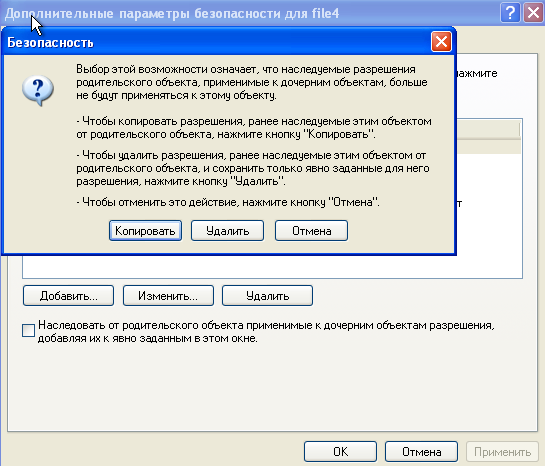 Дополнительные параметры безопасности для file4
Безопасность
Выбор этой возможности означает, что наследуемые разрешения
родительского объекта, применимые к дочерним объектам, больше
не будут применяться к этому объекту.
- Чтобы копировать разрешения, ранее наследуемые этим объектом
от родительского объекта, нажмите кнопку "Копировать".
- Чтобы удалить разрешения, ранее наследуемые этим объектом от
родительского объекта, и сохранить только явно заданные для него
разрешения, нажмите кнопку "Удалить".
- Чтобы отменить это действие, нажмите кнопку "Отмена".
Копировать Удалить Отмена
нажмите
Добавить... Изменить... Удалить
Наследовать от родительского объекта применимые к дочерним объектам разрешения,
добавляя их к явно заданным в этом окне.
OK Отмена Применить